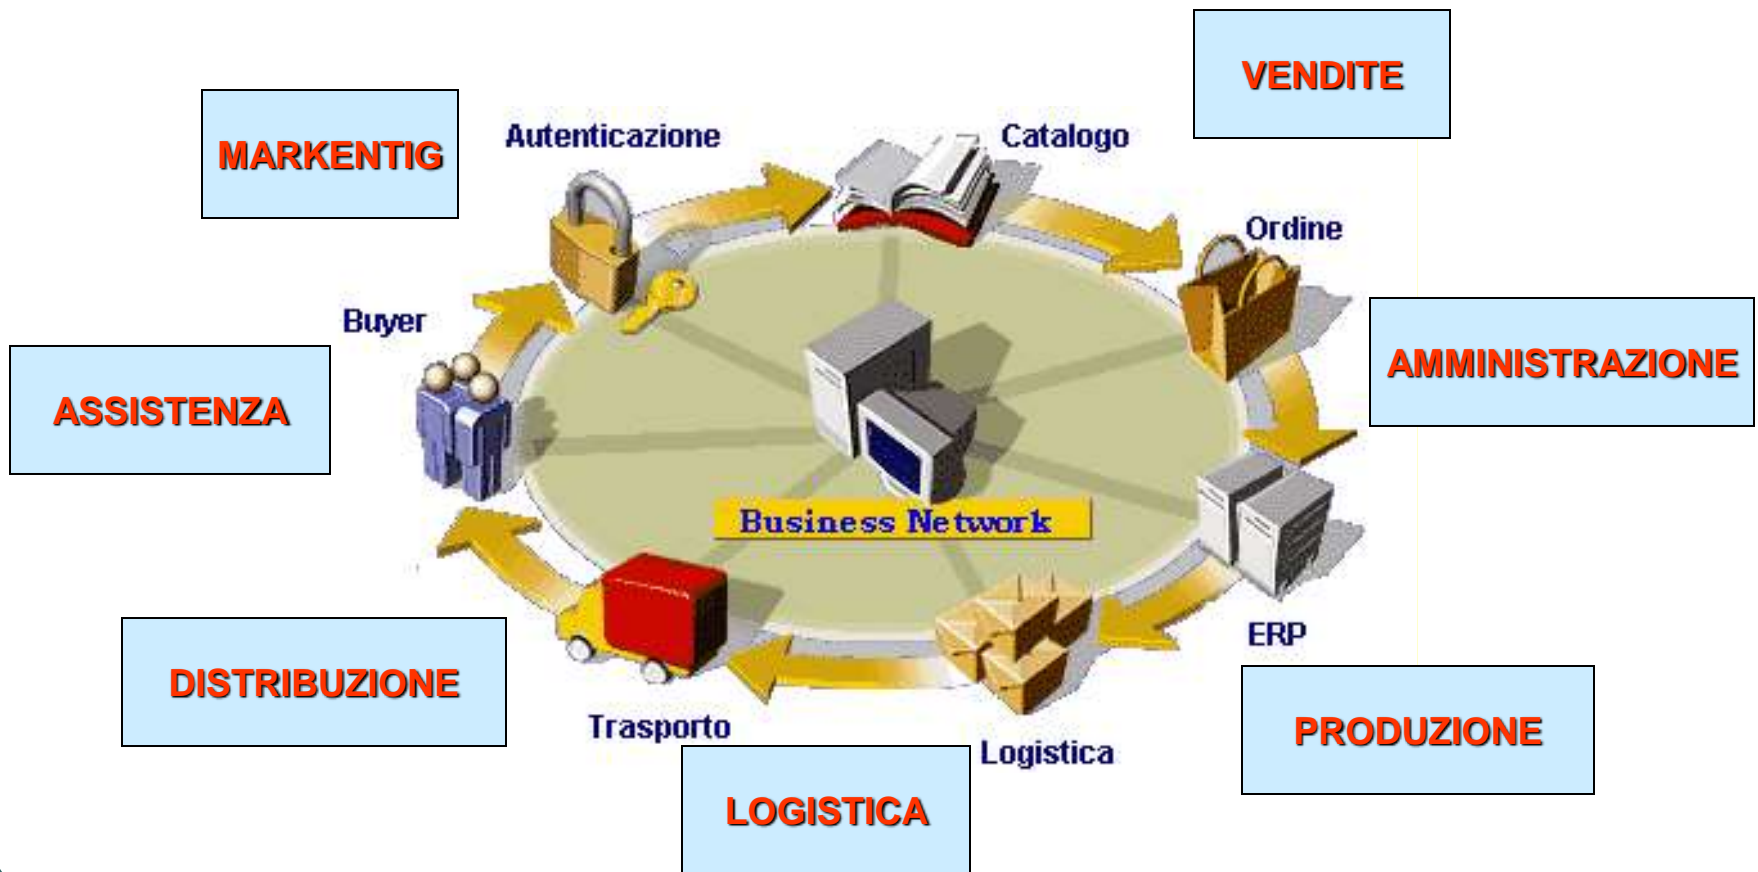 VENDITE
MARKENTIG
Autenticazione
Catalogo
Ordine
Buyer
AMMINISTRAZIONE
ASSISTENZA
Business Network
ERP
DISTRIBUZIONE
PRODUZIONE
Trasporto
Logistica
LOGISTICA